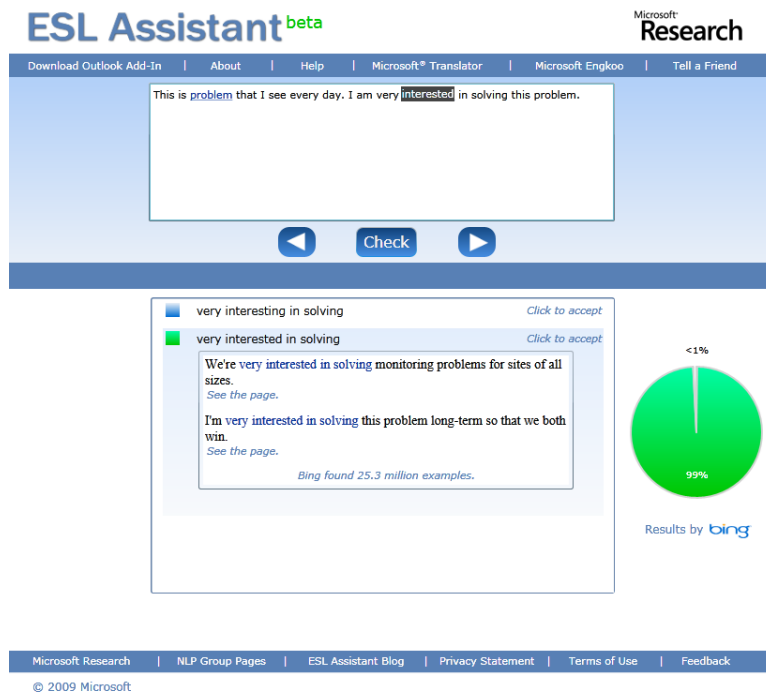 ESL Assistant beta
Microsoft®
Research
Download Outlook Add-In | About | Help | Microsoft® Translator | Microsoft Engkoo | Tell a Friend
This is problem that I see every day. I am very interested in solving this problem.
Check
very interesting in solving Click to accept
very interested in solving Click to accept
We're very interested in solving monitoring problems for sites of all
sizes.
See the page.
I'm very interested in solving this problem long-term so that we both
win.
See the page.
Bing found 25.3 million examples.
<1%
99%
Results by bing
Microsoft Research | NLP Group Pages | ESL Assistant Blog | Privacy Statement | Terms of Use | Feedback
© 2009 Microsoft